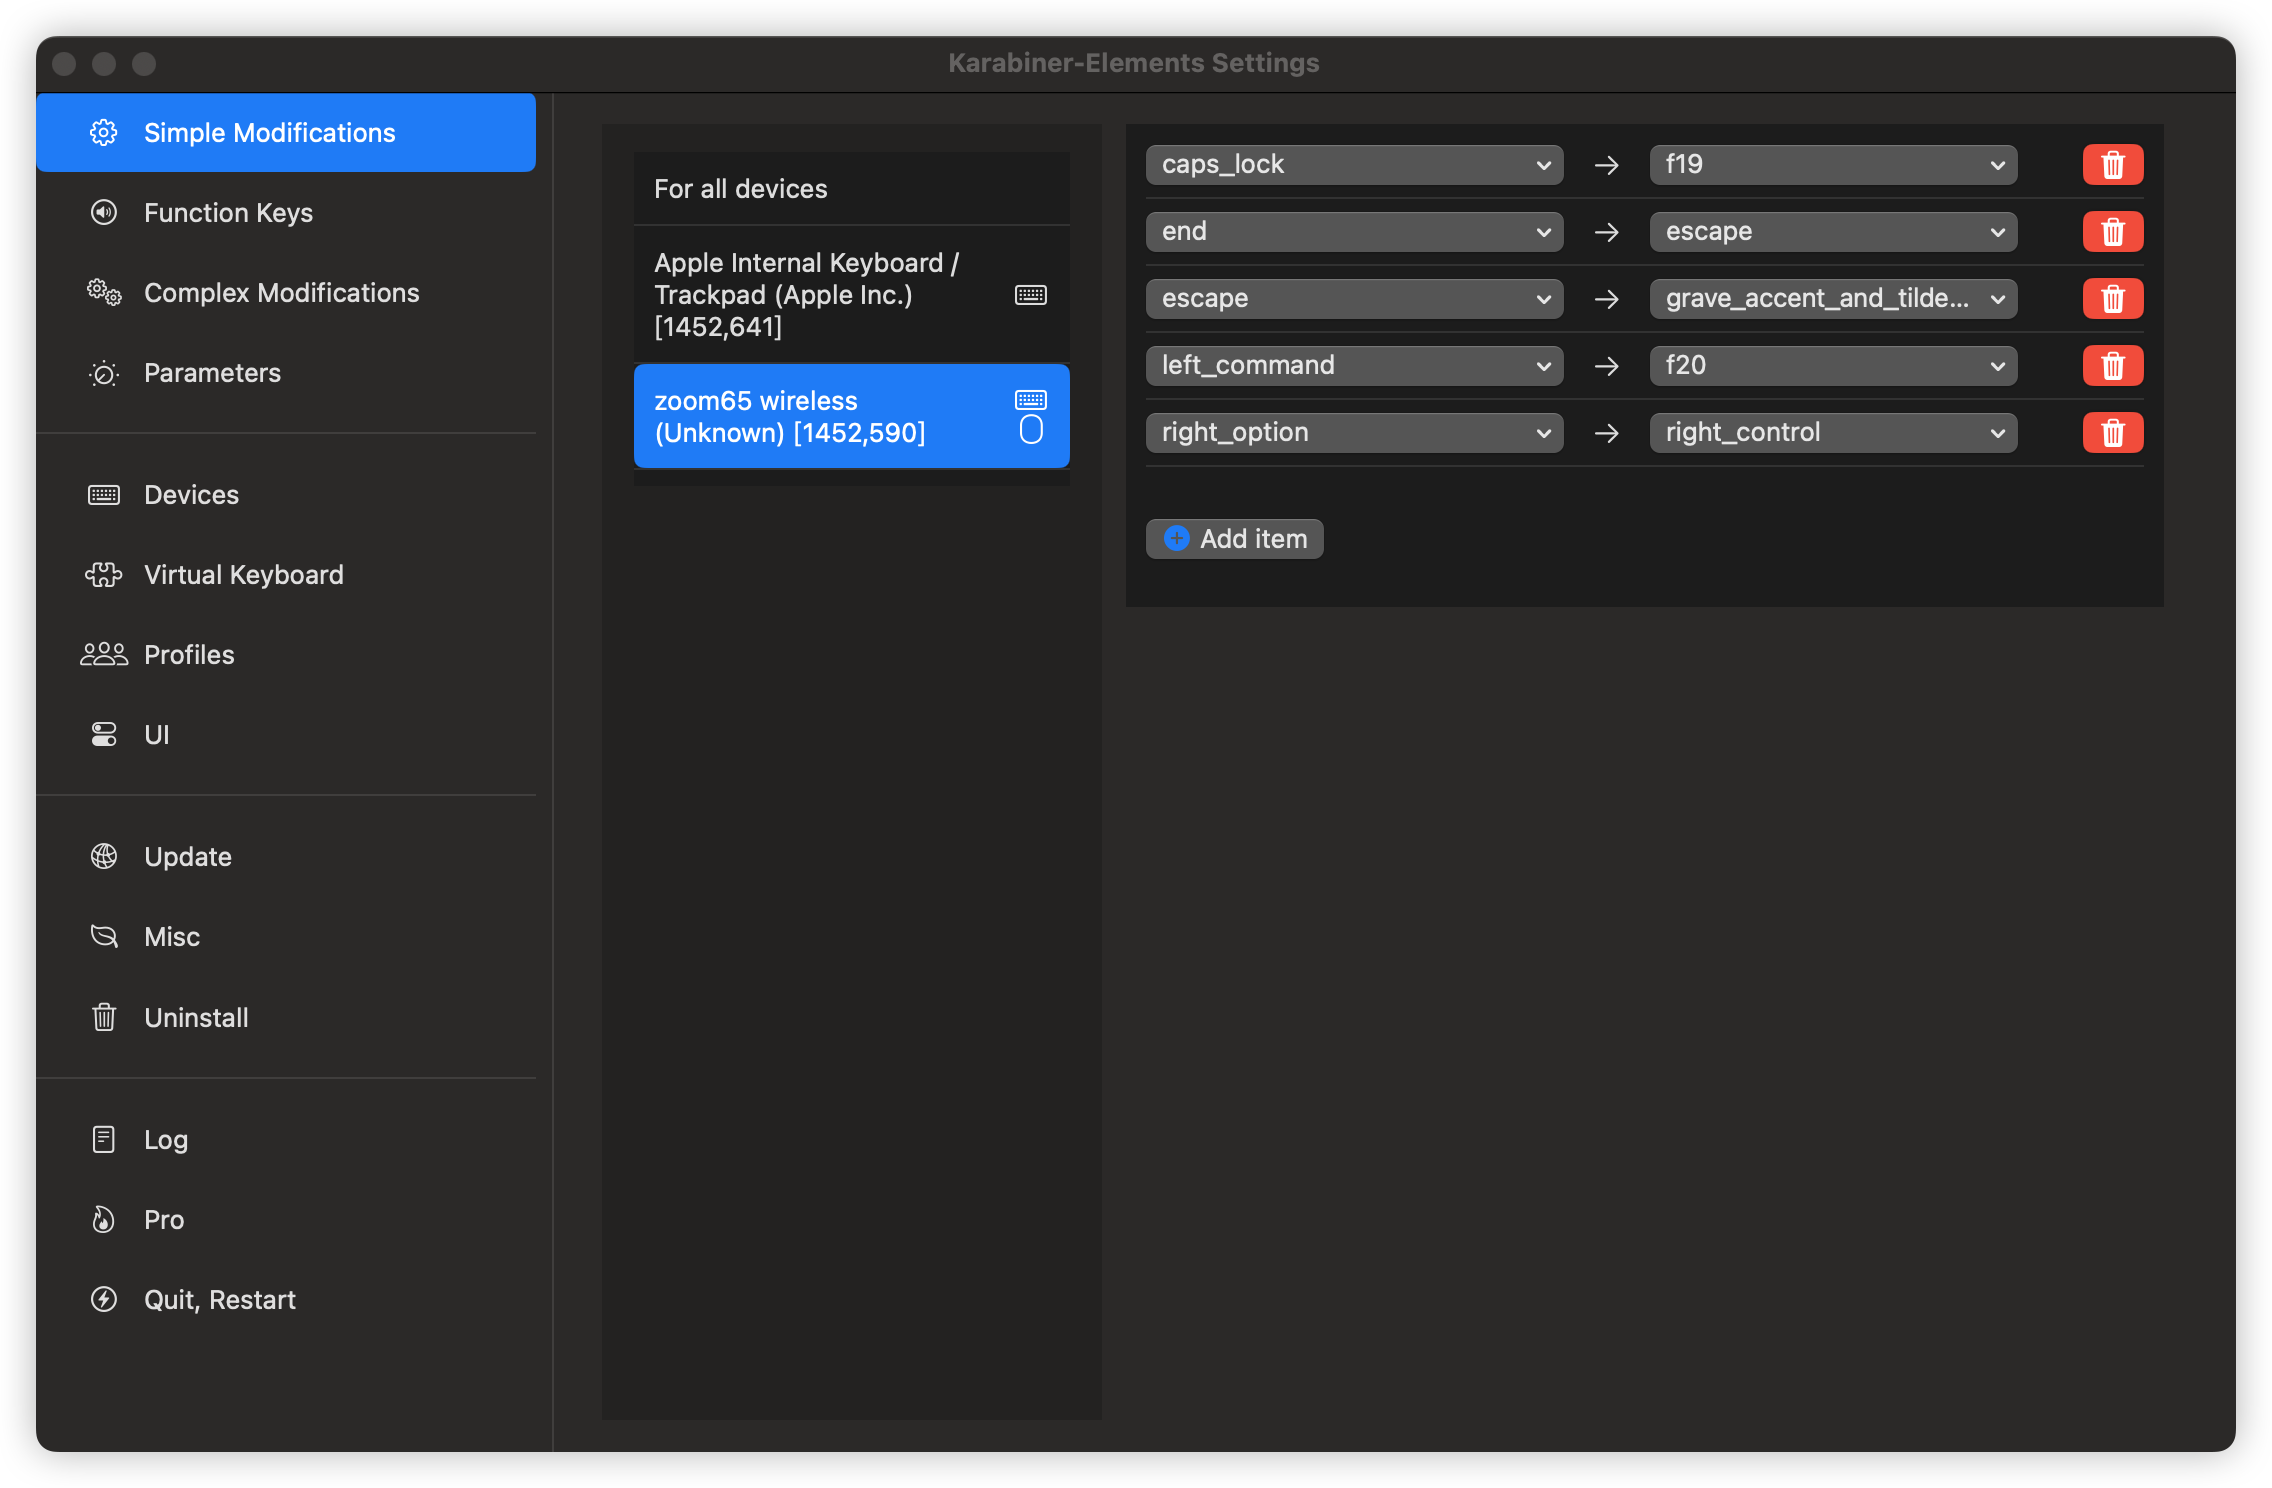 Karabiner-Elements Settings
Simple Modifications
Function Keys
Complex Modifications
Parameters
Devices
Virtual Keyboard
Profiles
UI
Update
Misc
Uninstall
Log
Pro
Quit, Restart
For all devices
Apple Internal Keyboard /
Trackpad (Apple Inc.)
[1452,641]
zoom65 wireless
(Unknown) [1452,590]
caps_lock → f19
end → escape
escape → grave_accent_and_tilde...
left_command → f20
right_option → right_control
Add item